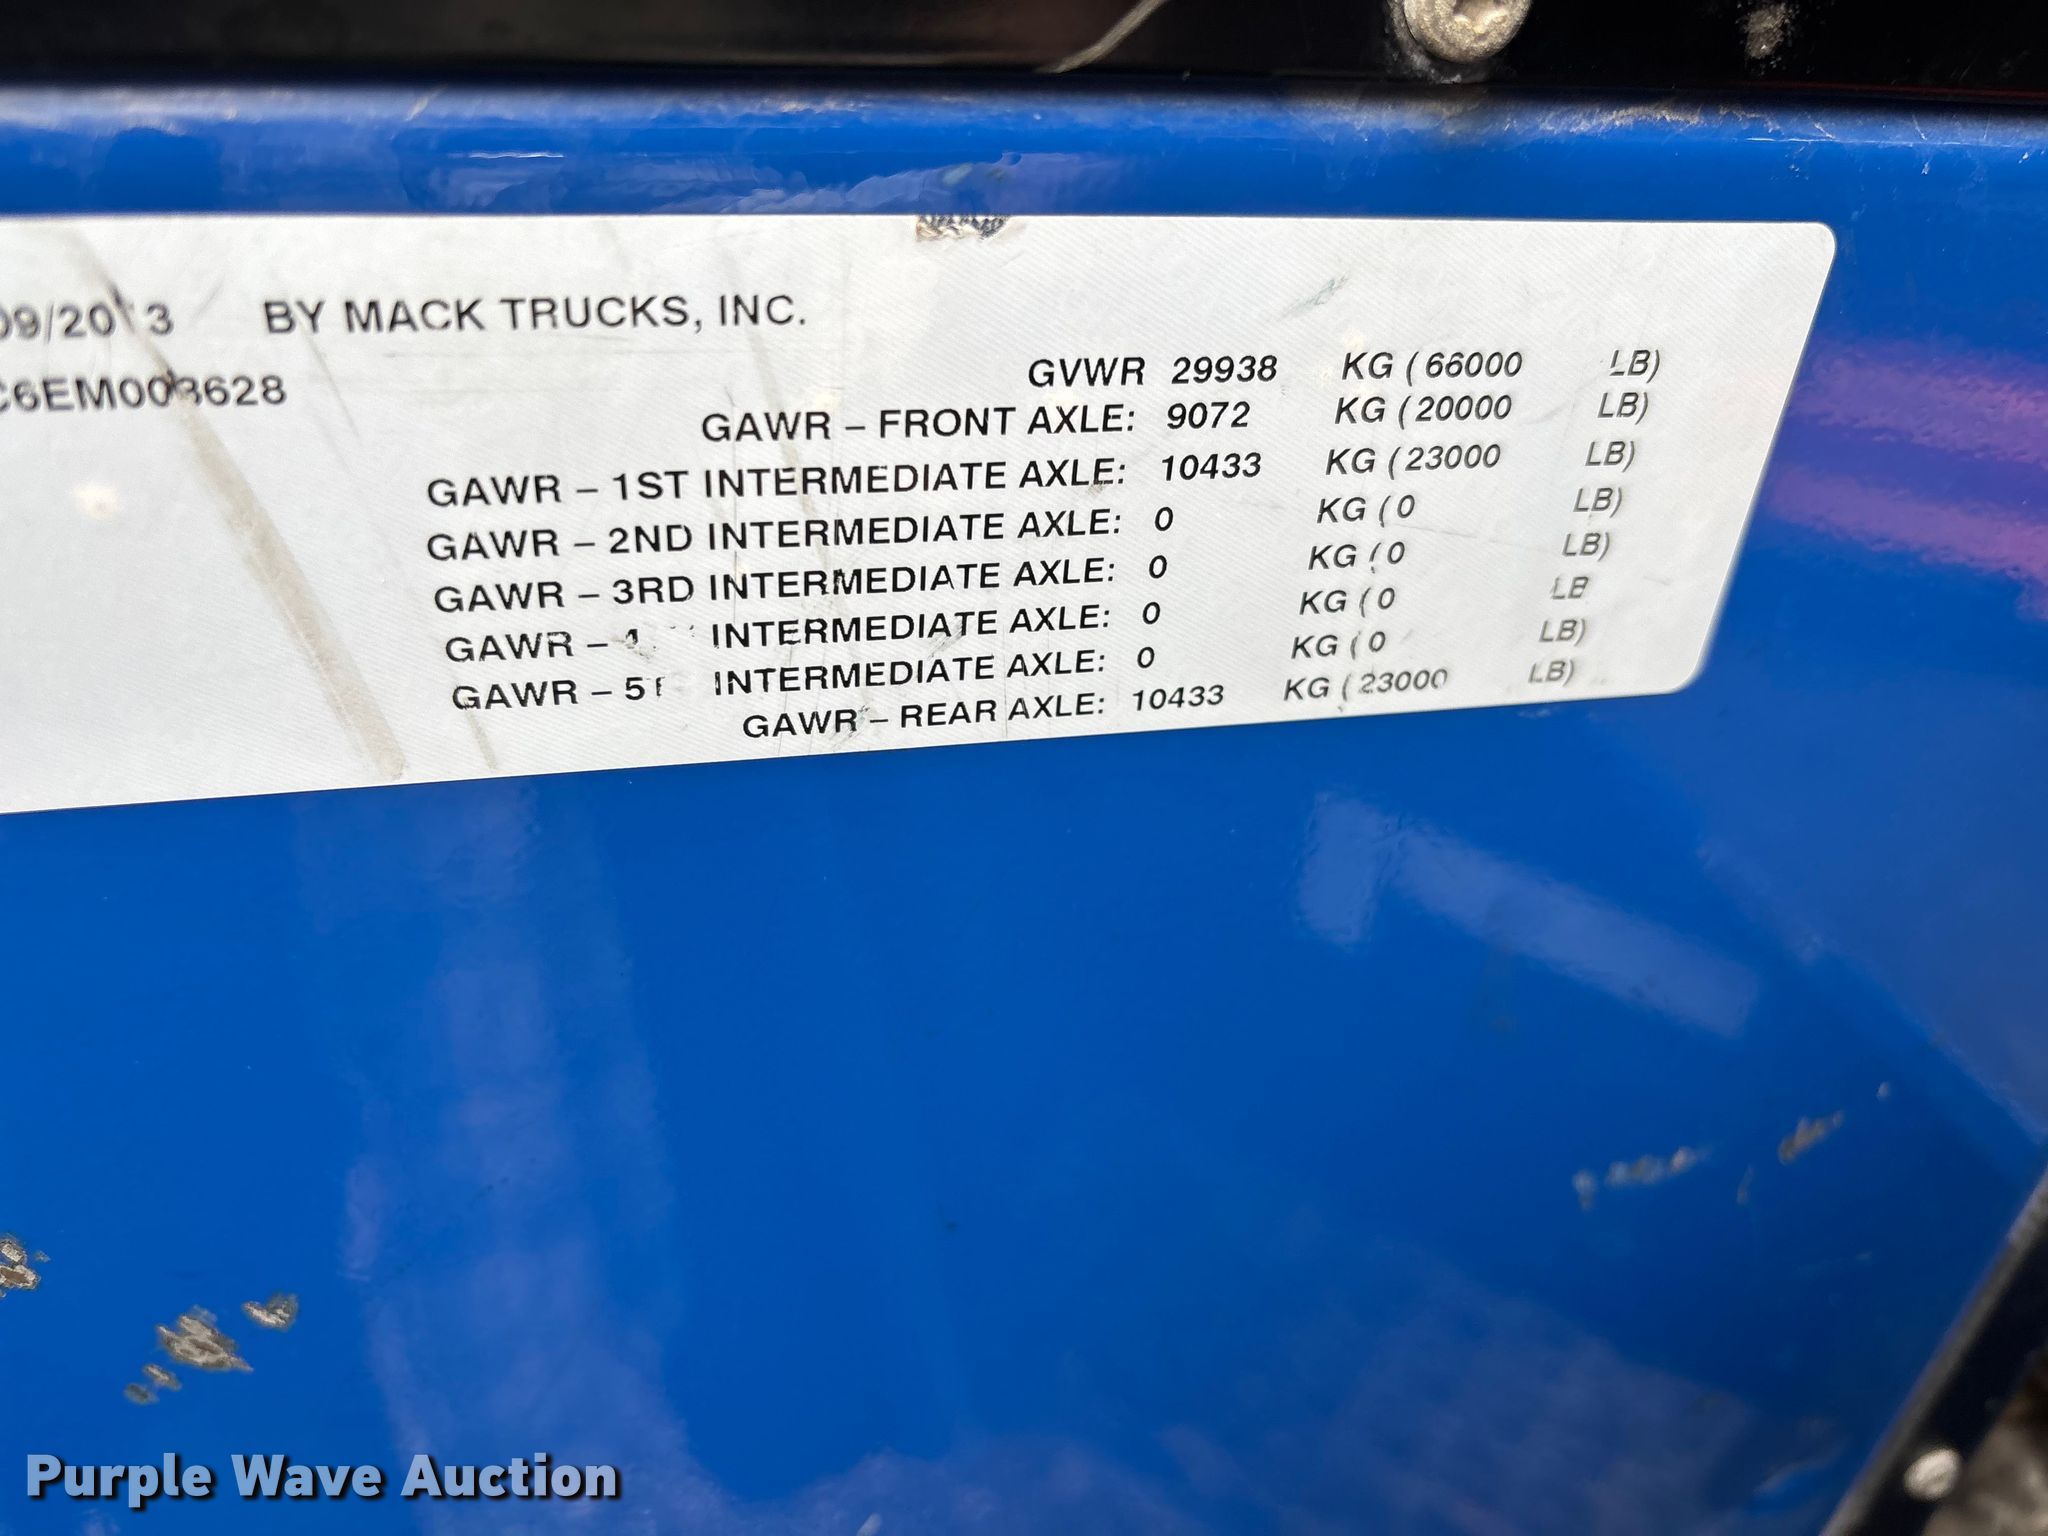 09/2013 BY MACK TRUCKS, INC.
C6EM003628
GVWR 29938 KG (66000 LB)
GAWR – FRONT AXLE: 9072 KG (20000 LB)
GAWR – 1ST INTERMEDIATE AXLE: 10433 KG (23000 LB)
GAWR – 2ND INTERMEDIATE AXLE: 0 KG (0 LB)
GAWR – 3RD INTERMEDIATE AXLE: 0 KG (0 LB)
GAWR – 4 INTERMEDIATE AXLE: 0 KG (0 LB
GAWR – 5 INTERMEDIATE AXLE: 0 KG (0 LB)
GAWR – REAR AXLE: 10433 KG (23000 LB)
Purple Wave Auction